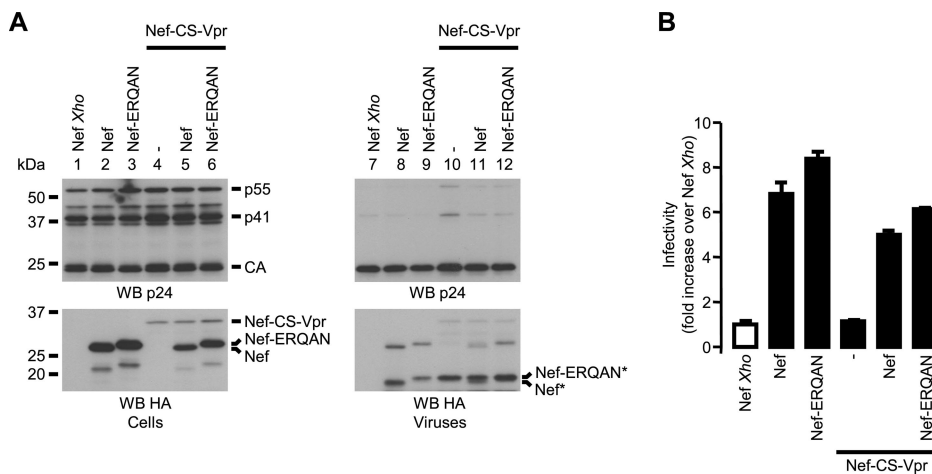 A
Nef-CS-Vpr
Nef Xho
Nef
Nef-ERQAN
-
Nef
Nef-ERQAN
kDa
1 2 3 4 5 6
50
37
25
p55
p41
CA
WB p24
37
25
20
Nef-CS-Vpr
Nef-ERQAN
Nef
WB HA
Cells
Nef-CS-Vpr
Nef Xho
Nef
Nef-ERQAN
-
Nef
Nef-ERQAN
7 8 9 10 11 12
WB p24
Nef-ERQAN*
Nef*
WB HA
Viruses
B
Infectivity
(fold increase over Nef Xho)
10
8
6
4
2
0
Nef Xho
Nef
Nef-ERQAN
-
Nef
Nef-ERQAN
Nef-CS-Vpr